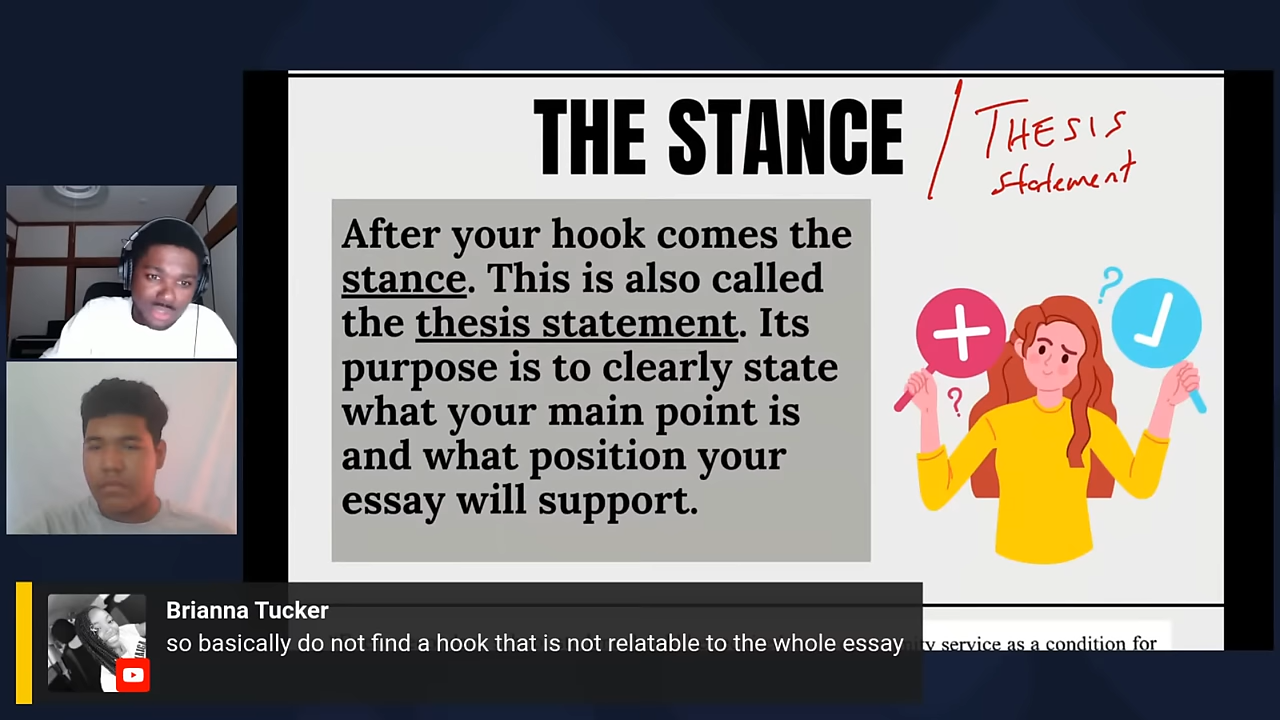 THE STANCE / THESIS
statement
After your hook comes the
stance. This is also called
the thesis statement. Its
purpose is to clearly state
what your main point is
and what position your
essay will support.
Brianna Tucker
so basically do not find a hook that is not relatable to the whole essay
service as a condition for